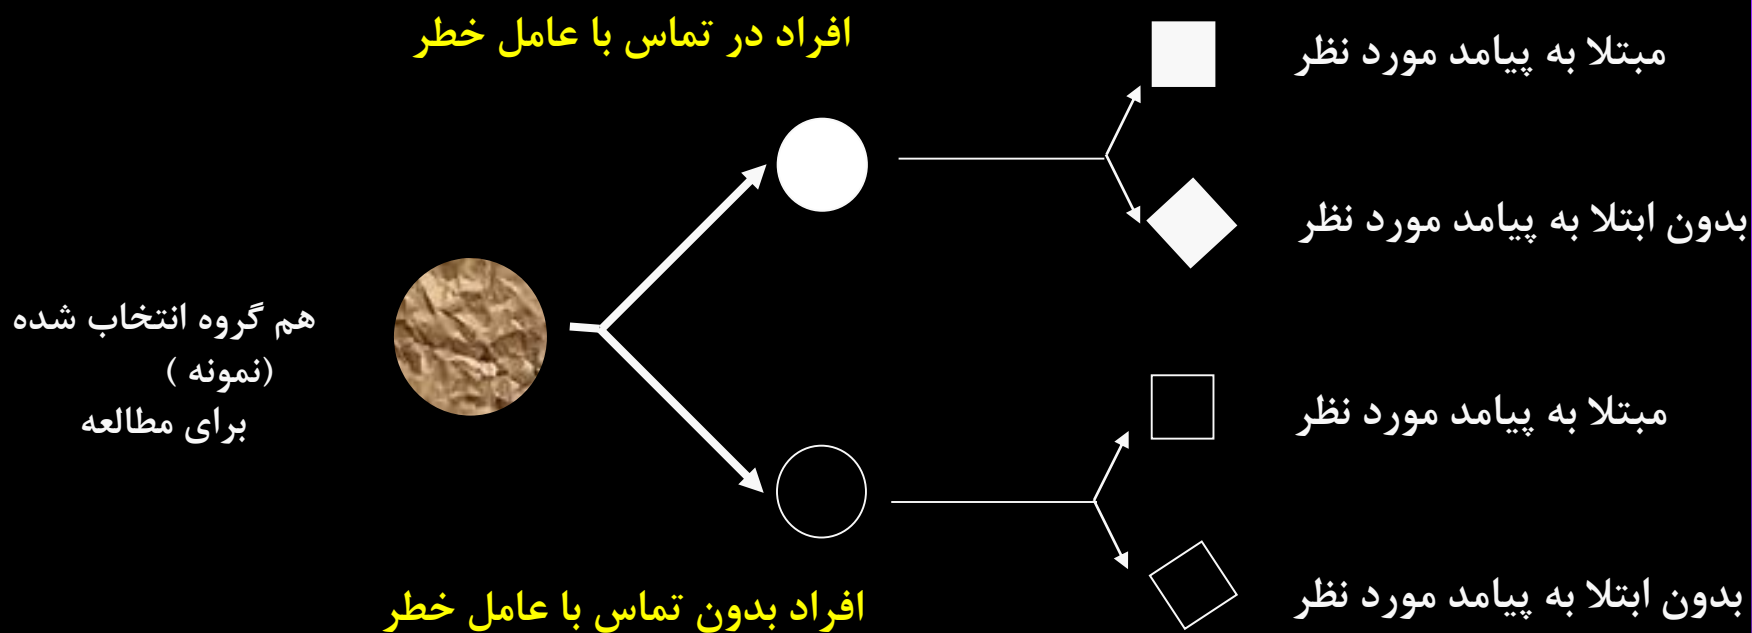 افراد در تماس با عامل خطر
مبتلا به پیامد مورد نظر
بدون ابتلا به پیامد مورد نظر
هم گروه انتخاب شده
(نمونه )
برای مطالعه
مبتلا به پیامد مورد نظر
بدون ابتلا به پیامد مورد نظر
افراد بدون تماس با عامل خطر